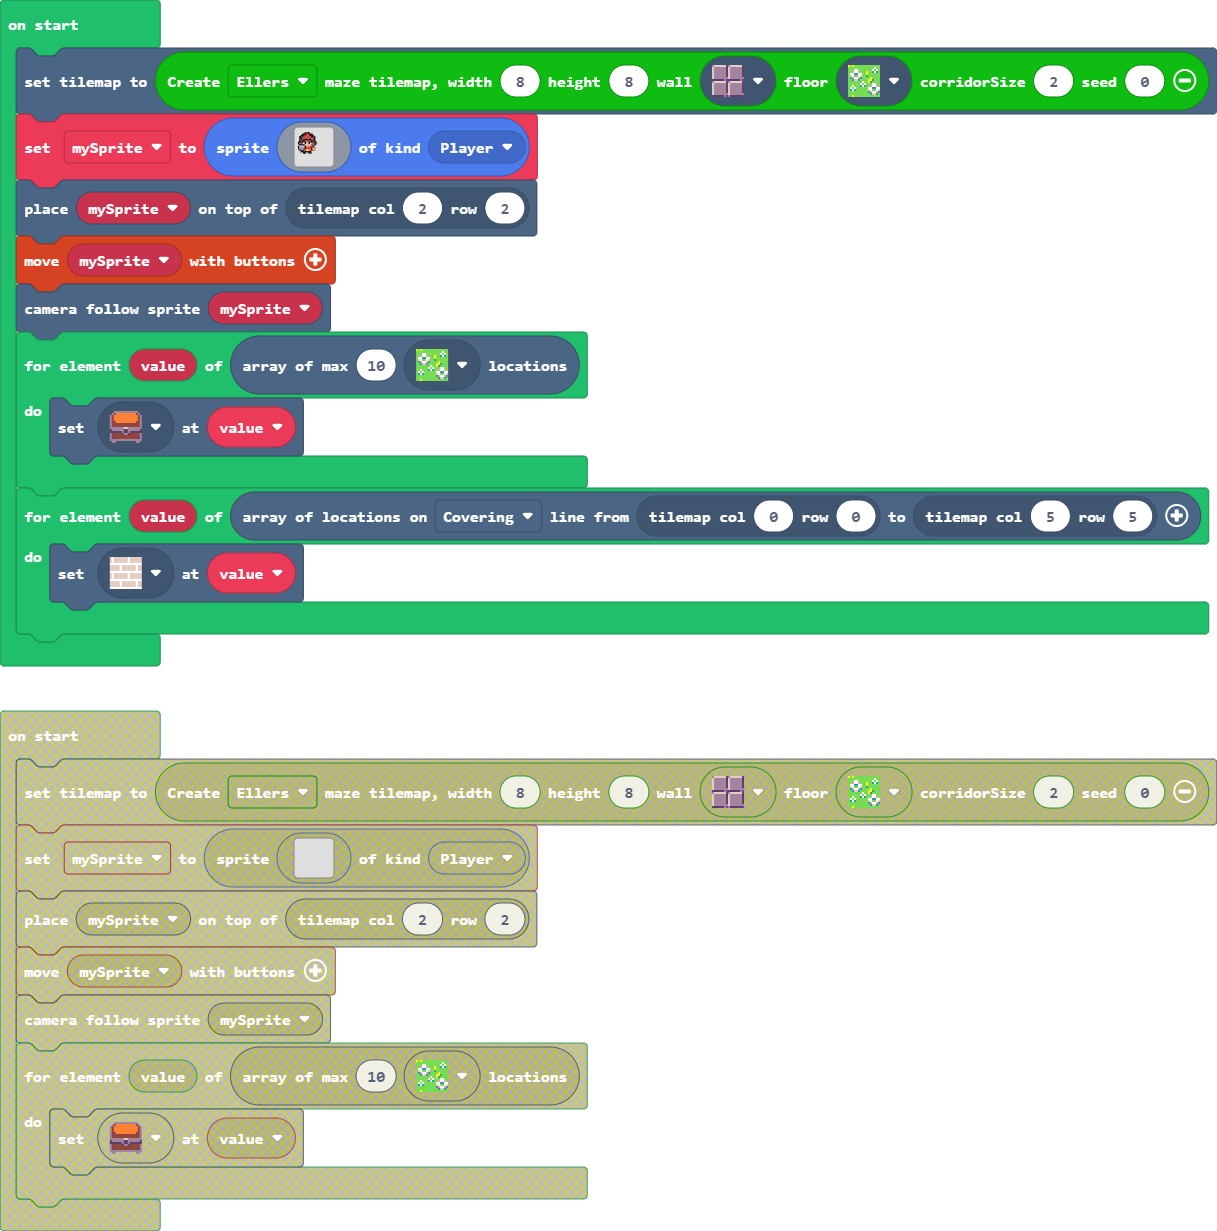 on start
set tilemap to Create Ellers maze tilemap, width 8 height 8 wall floor corridorSize 2 seed 0
set mySprite to sprite of kind Player
place mySprite on top of tilemap col 2 row 2
move mySprite with buttons
camera follow sprite mySprite
for element value of array of max 10 locations
do
set at value
for element value of array of locations on Covering line from tilemap col 0 row 0 to tilemap col 5 row 5
do
set at value
on start
set tilemap to Create Ellers maze tilemap, width 8 height 8 wall floor corridorSize 2 seed 0
set mySprite to sprite of kind Player
place mySprite on top of tilemap col 2 row 2
move mySprite with buttons
camera follow sprite mySprite
for element value of array of max 10 locations
do
set at value